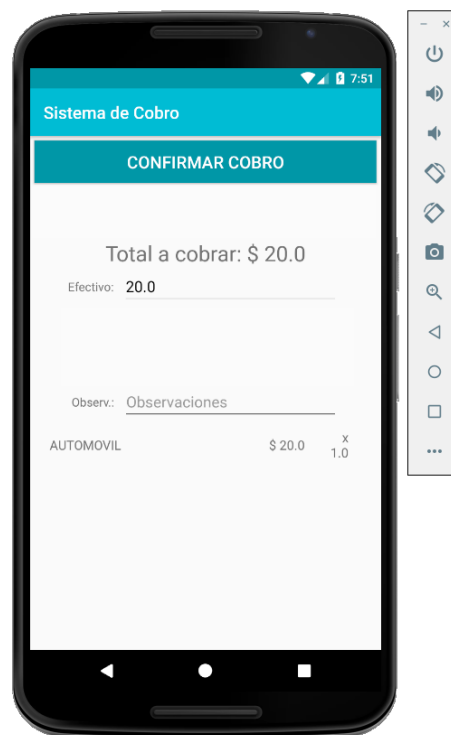 7:51
Sistema de Cobro
CONFIRMAR COBRO
Total a cobrar: $ 20.0
Efectivo: 20.0
Observ.: Observaciones
AUTOMOVIL $ 20.0 x
1.0